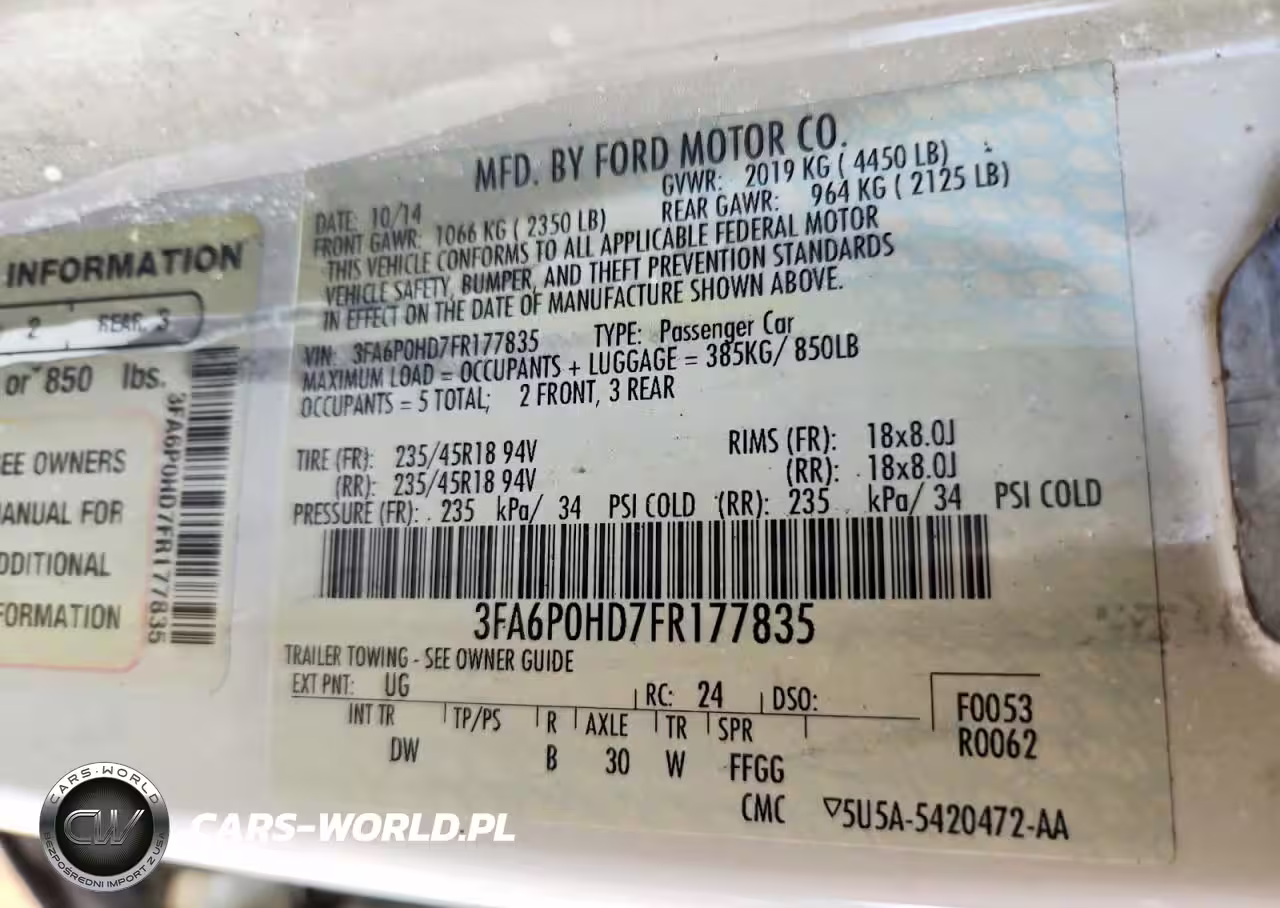 MFD. BY FORD MOTOR CO.
DATE: 10/14 GVWR: 2019 KG ( 4450 LB)
FRONT GAWR: 1066 KG ( 2350 LB) REAR GAWR: 964 KG ( 2125 LB)
THIS VEHICLE CONFORMS TO ALL APPLICABLE FEDERAL MOTOR
VEHICLE SAFETY, BUMPER, AND THEFT PREVENTION STANDARDS
IN EFFECT ON THE DATE OF MANUFACTURE SHOWN ABOVE.
VIN: 3FA6P0HD7FR177835 TYPE: Passenger Car
MAXIMUM LOAD = OCCUPANTS + LUGGAGE = 385KG/ 850LB
OCCUPANTS = 5 TOTAL; 2 FRONT, 3 REAR
TIRE (FR): 235/45R18 94V RIMS (FR): 18x8.0J
(RR): 235/45R18 94V (RR): 18x8.0J
PRESSURE (FR): 235 kPa/ 34 PSI COLD (RR): 235 kPa/ 34 PSI COLD
3FA6P0HD7FR177835
TRAILER TOWING - SEE OWNER GUIDE
EXT PNT: UG RC: 24 DSO:
INT TR TP/PS R AXLE TR SPR
DW B 30 W FFGG
F0053
R0062
CMC ▽5U5A-5420472-AA
INFORMATION
2 REAR 3
or 850 lbs.
EE OWNERS
ANUAL FOR
DDITIONAL
FORMATION
3FA6P0HD7FR177835
CARS-WORLD
CW
BEZPOŚREDNI IMPORT Z USA
CARS-WORLD.PL